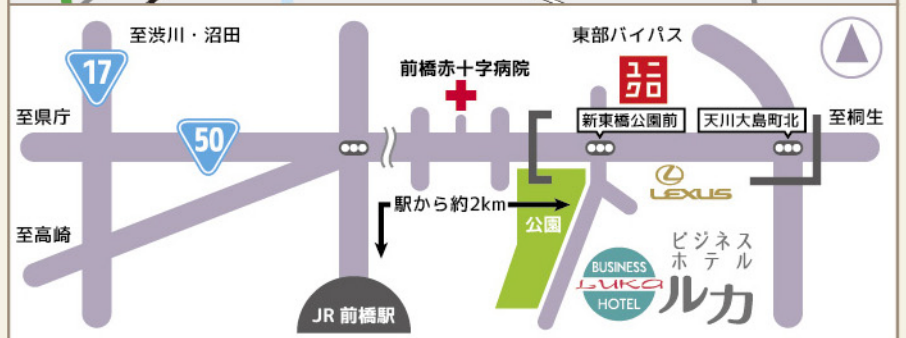 至渋川・沼田
東部バイパス
17
前橋赤十字病院
ユニ
クロ
至県庁
新東橋公園前
天川大島町北
至桐生
50
LEXUS
駅から約2km
公園
至高崎
ビジネス
ホテル
ルカ
BUSINESS
LUKA
HOTEL
JR 前橋駅